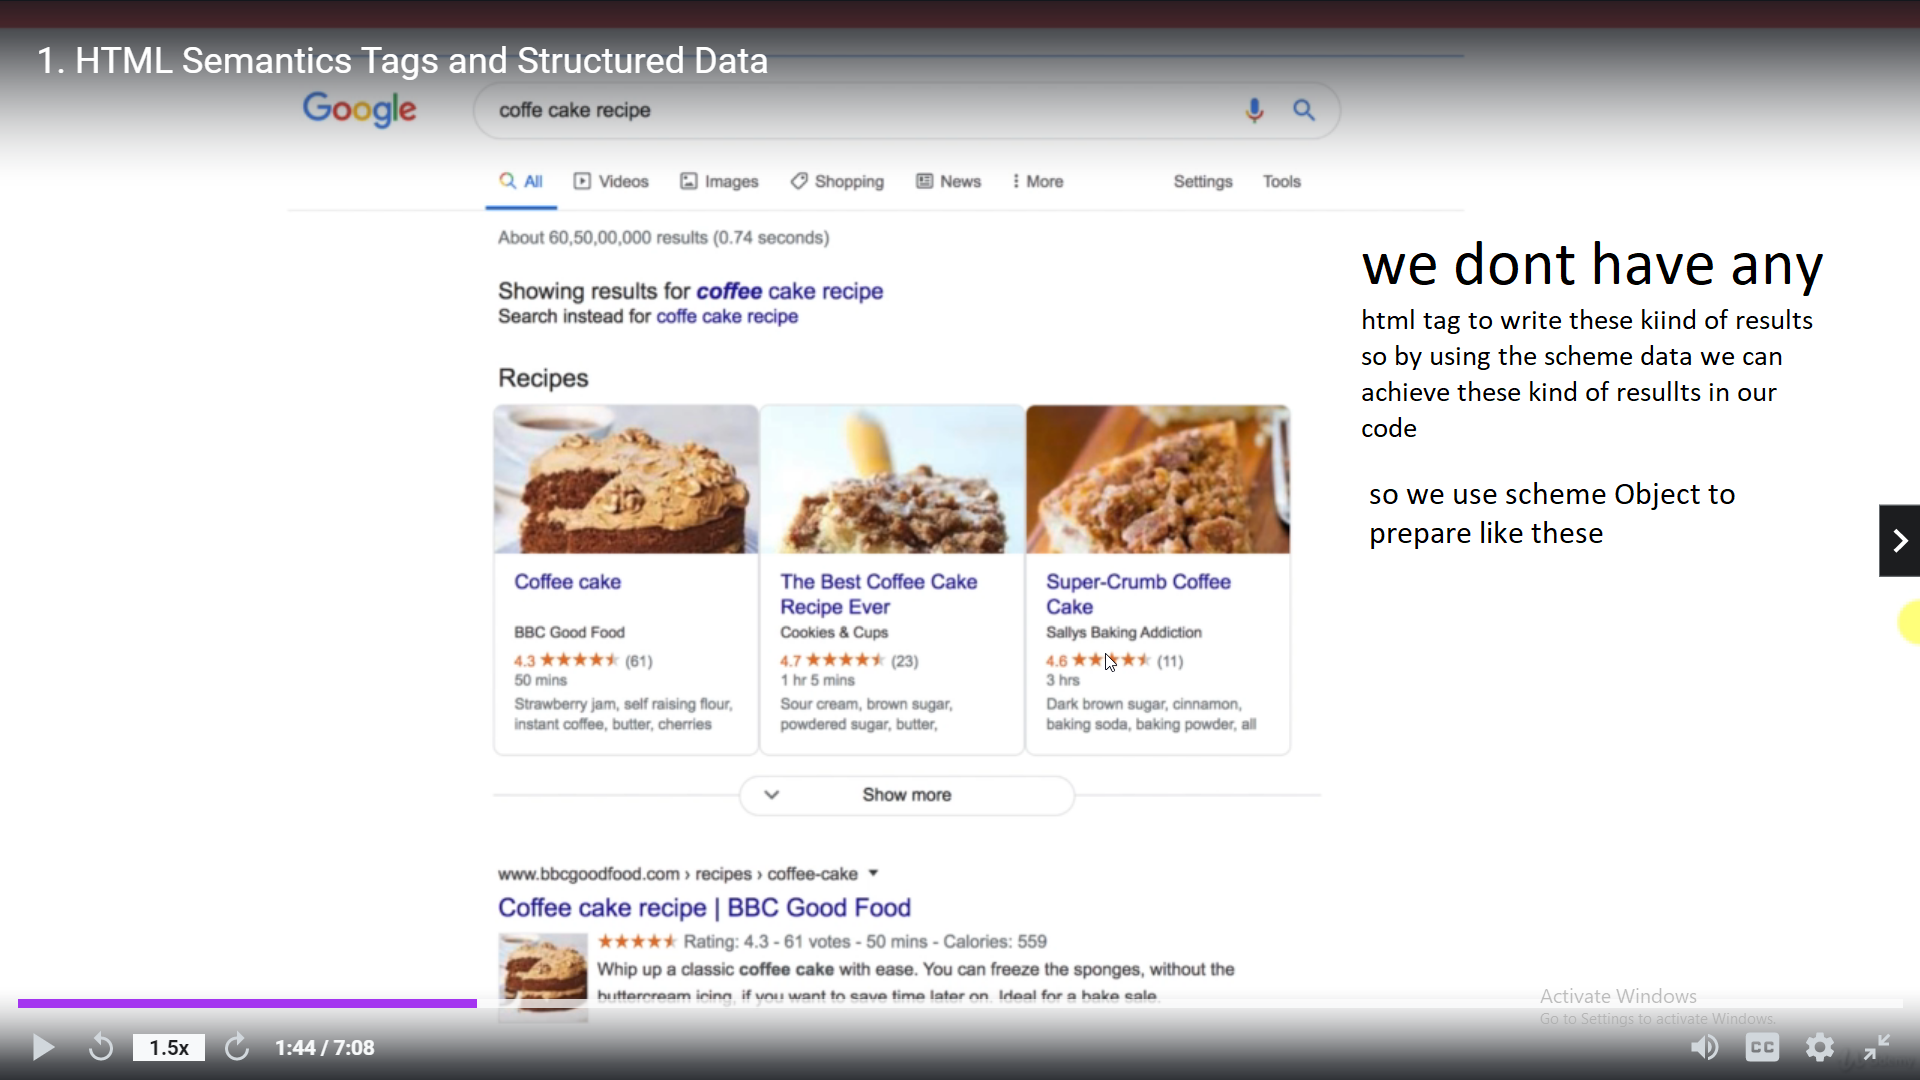 1. HTML Semantics Tags and Structured Data
Google
coffe cake recipe
All Videos Images Shopping News More Settings Tools
About 60,50,00,000 results (0.74 seconds)
Showing results for coffee cake recipe
Search instead for coffe cake recipe
Recipes
Coffee cake
BBC Good Food
4.3 (61)
50 mins
Strawberry jam, self raising flour,
instant coffee, butter, cherries
The Best Coffee Cake
Recipe Ever
Cookies & Cups
4.7 (23)
1 hr 5 mins
Sour cream, brown sugar,
powdered sugar, butter,
Super-Crumb Coffee
Cake
Sallys Baking Addiction
4.6 (11)
3 hrs
Dark brown sugar, cinnamon,
baking soda, baking powder, all
Show more
www.bbcgoodfood.com › recipes › coffee-cake
Coffee cake recipe | BBC Good Food
Rating: 4.3 - 61 votes - 50 mins - Calories: 559
Whip up a classic coffee cake with ease. You can freeze the sponges, without the
buttercream icing, if you want to save time later on. Ideal for a bake sale.
we dont have any
html tag to write these kiind of results
so by using the scheme data we can
achieve these kind of resullts in our
code
so we use scheme Object to
prepare like these
Activate Windows
Go to Settings to activate Windows.
1.5x
1:44 / 7:08
CC